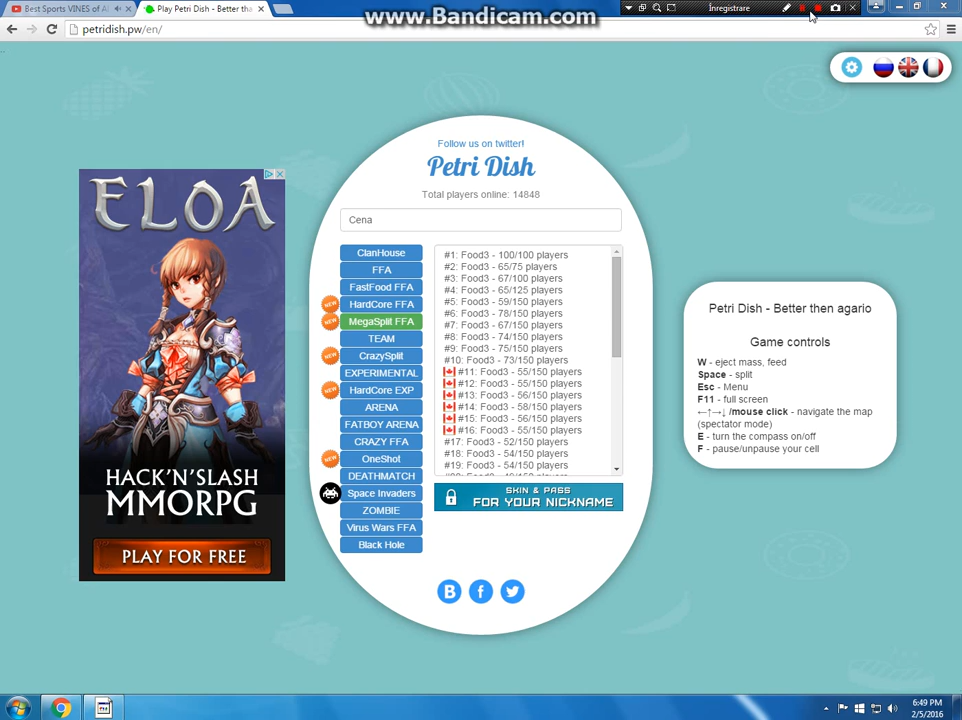 www.Bandicam.com
Înregistrare
Best Sports VINES of A
Play Petri Dish - Better tha
petridish.pw/en/
Follow us on twitter!
Petri Dish
Total players online: 14848
Cena
ClanHouse
FFA
FastFood FFA
NEW
HardCore FFA
NEW
MegaSplit FFA
TEAM
NEW
CrazySplit
EXPERIMENTAL
NEW
HardCore EXP
ARENA
FATBOY ARENA
CRAZY FFA
NEW
OneShot
DEATHMATCH
Space Invaders
ZOMBIE
Virus Wars FFA
Black Hole
#1: Food3 - 100/100 players
#2: Food3 - 65/75 players
#3: Food3 - 67/100 players
#4: Food3 - 65/125 players
#5: Food3 - 59/150 players
#6: Food3 - 78/150 players
#7: Food3 - 67/150 players
#8: Food3 - 74/150 players
#9: Food3 - 75/150 players
#10: Food3 - 73/150 players
#11: Food3 - 55/150 players
#12: Food3 - 55/150 players
#13: Food3 - 56/150 players
#14: Food3 - 58/150 players
#15: Food3 - 56/150 players
#16: Food3 - 55/150 players
#17: Food3 - 52/150 players
#18: Food3 - 54/150 players
#19: Food3 - 54/150 players
SKIN & PASS
FOR YOUR NICKNAME
ELOA
HACK'N'SLASH
MMORPG
PLAY FOR FREE
Petri Dish - Better then agario
Game controls
W - eject mass, feed
Space - split
Esc - Menu
F11 - full screen
←↑→↓ /mouse click - navigate the map
(spectator mode)
E - turn the compass on/off
F - pause/unpause your cell
6:49 PM
2/5/2016